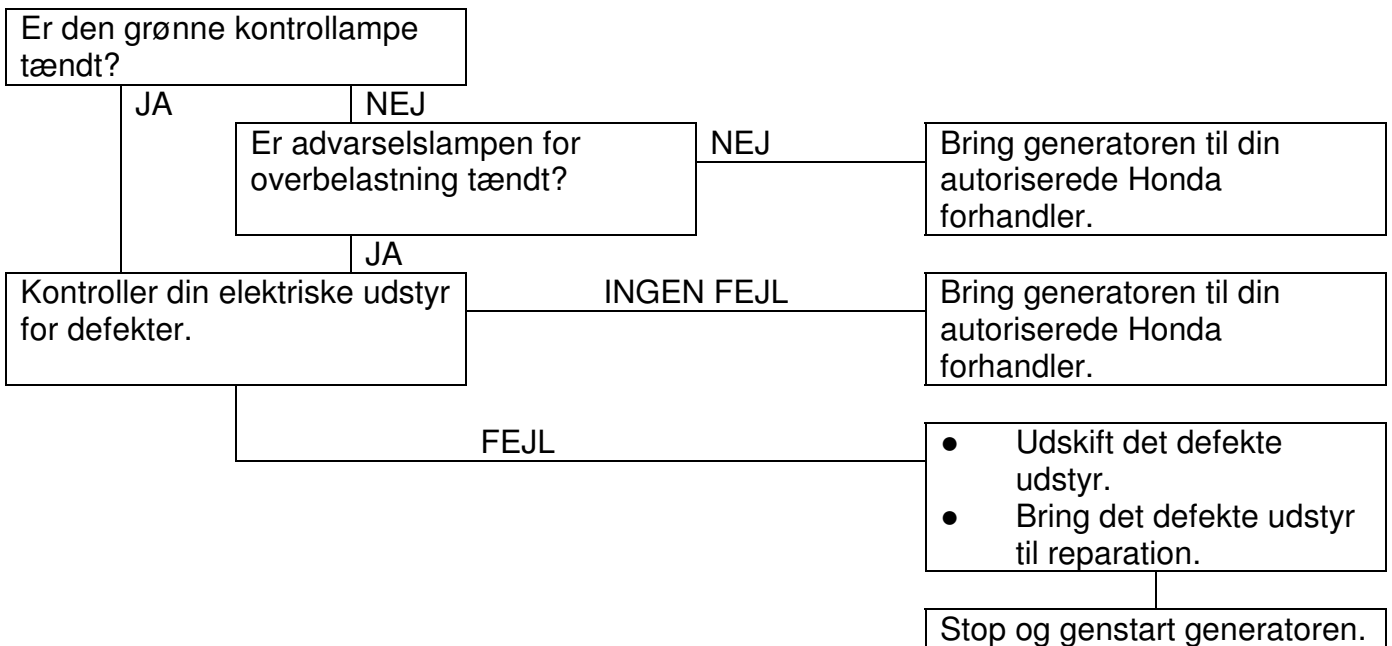 Er den grønne kontrollampe
tændt?
JA
NEJ
Er advarselslampen for
overbelastning tændt?
NEJ
Bring generatoren til din
autoriserede Honda
forhandler.
JA
Kontroller din elektriske udstyr
for defekter.
INGEN FEJL
Bring generatoren til din
autoriserede Honda
forhandler.
FEJL
● Udskift det defekte
udstyr.
● Bring det defekte udstyr
til reparation.
Stop og genstart generatoren.